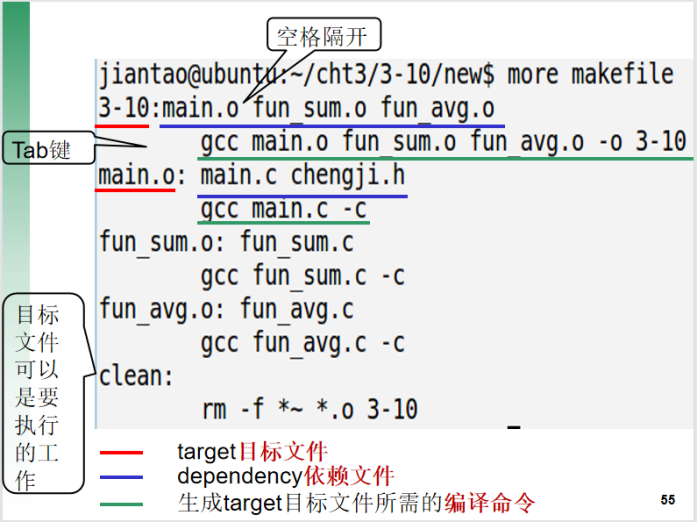 空格隔开
jiantao@ubuntu:~/cht3/3-10/new$ more makefile
3-10:main.o fun_sum.o fun_avg.o
Tab键
gcc main.o fun_sum.o fun_avg.o -o 3-10
main.o: main.c chengji.h
gcc main.c -c
fun_sum.o: fun_sum.c
gcc fun_sum.c -c
fun_avg.o: fun_avg.c
gcc fun_avg.c -c
clean:
rm -f *~ *.o 3-10
目标
文件
可以
是要
执行
的工
作
target目标文件
dependency依赖文件
生成target目标文件所需的编译命令
55